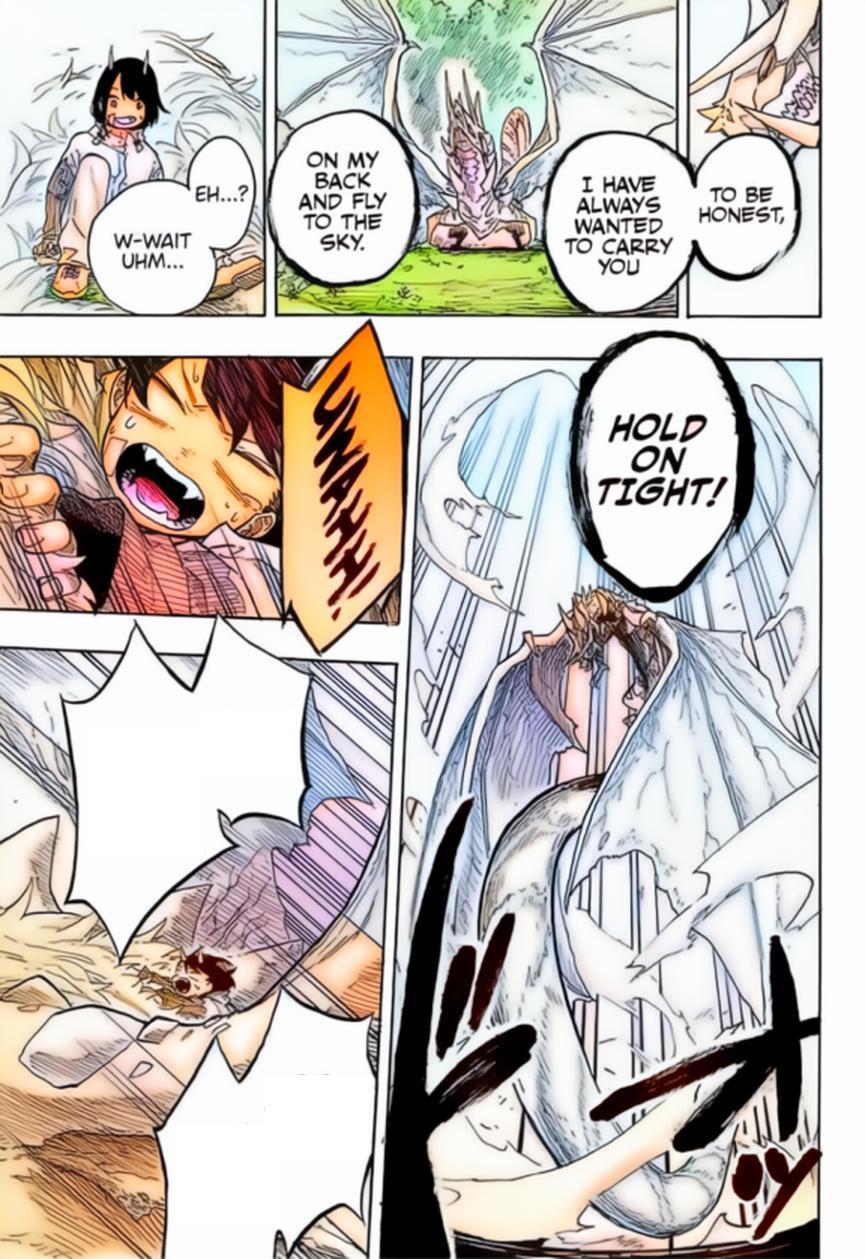 TO BE
HONEST,
I HAVE
ALWAYS
WANTED
TO CARRY
YOU
ON MY
BACK
AND FLY
TO THE
SKY.
EH...?
W-WAIT
UHM...
HOLD
ON
TIGHT!
UWAHH!